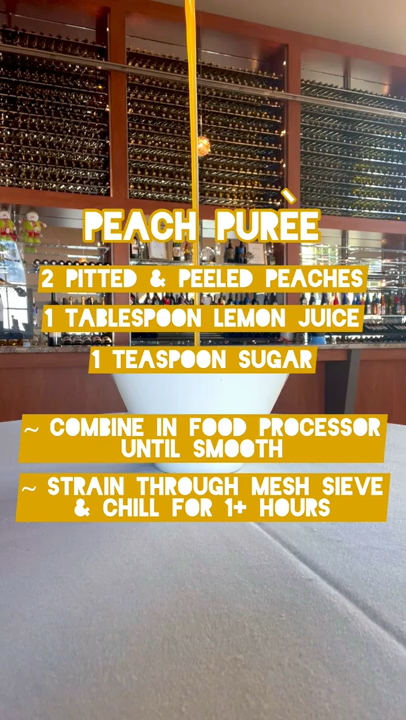 PEACH PURÈE
2 PITTED & PEELED PEACHES
1 TABLESPOON LEMON JUICE
1 TEASPOON SUGAR
~ COMBINE IN FOOD PROCESSOR
UNTIL SMOOTH
~ STRAIN THROUGH MESH SIEVE
& CHILL FOR 1+ HOURS